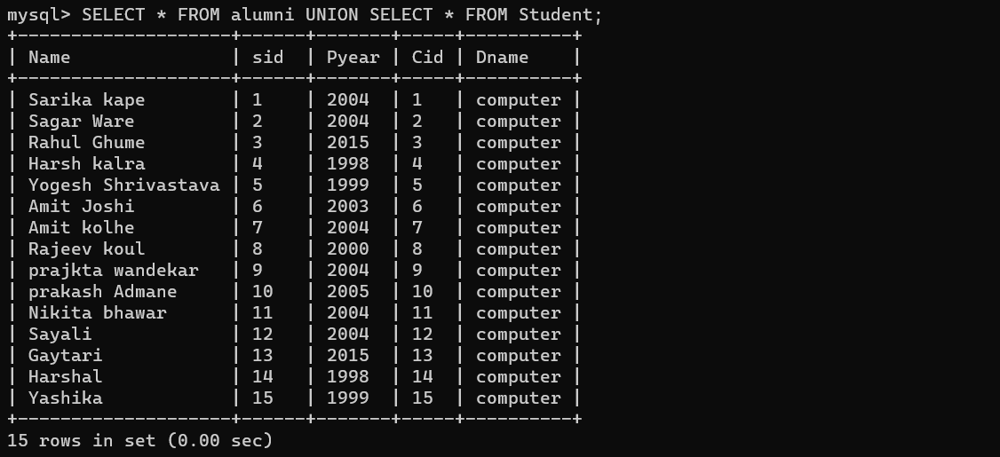 mysql> SELECT * FROM alumni UNION SELECT * FROM Student;
+--------------------+------+-------+-----+----------+
| Name               | sid  | Pyear | Cid | Dname    |
+--------------------+------+-------+-----+----------+
| Sarika kape        | 1    | 2004  | 1   | computer |
| Sagar Ware         | 2    | 2004  | 2   | computer |
| Rahul Ghume        | 3    | 2015  | 3   | computer |
| Harsh kalra        | 4    | 1998  | 4   | computer |
| Yogesh Shrivastava | 5    | 1999  | 5   | computer |
| Amit Joshi         | 6    | 2003  | 6   | computer |
| Amit kolhe         | 7    | 2004  | 7   | computer |
| Rajeev koul        | 8    | 2000  | 8   | computer |
| prajkta wandekar   | 9    | 2004  | 9   | computer |
| prakash Admane     | 10   | 2005  | 10  | computer |
| Nikita bhawar      | 11   | 2004  | 11  | computer |
| Sayali             | 12   | 2004  | 12  | computer |
| Gaytari            | 13   | 2015  | 13  | computer |
| Harshal            | 14   | 1998  | 14  | computer |
| Yashika            | 15   | 1999  | 15  | computer |
+--------------------+------+-------+-----+----------+
15 rows in set (0.00 sec)